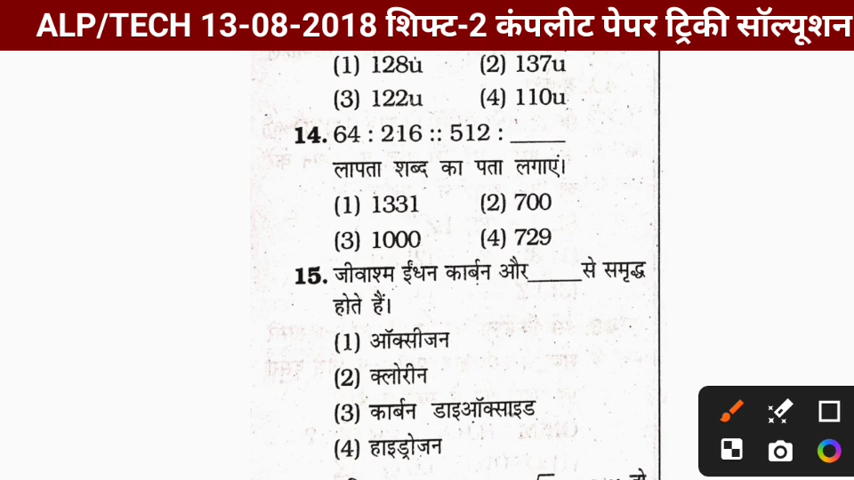 ALP/TECH 13-08-2018 शिफ्ट-2 कंपलीट पेपर ट्रिकी सॉल्यूशन
(1) 128u (2) 137u
(3) 122u (4) 110u
14. 64 : 216 :: 512 : _____
लापता शब्द का पता लगाएं।
(1) 1331 (2) 700
(3) 1000 (4) 729
15. जीवाश्म ईंधन कार्बन और_____से समृद्ध
होते हैं।
(1) ऑक्सीजन
(2) क्लोरीन
(3) कार्बन डाइऑक्साइड
(4) हाइड्रोजन